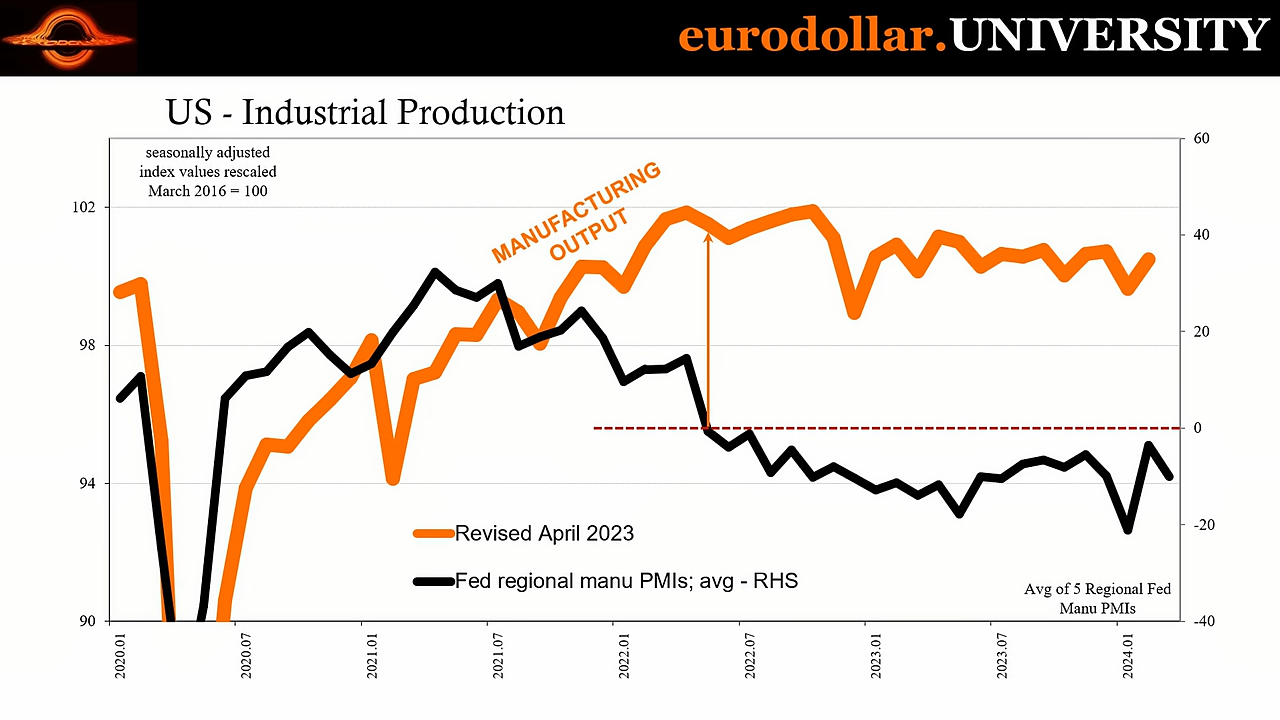 eurodollar.UNIVERSITY
US - Industrial Production
seasonally adjusted
index values rescaled
March 2016 = 100
MANUFACTURING
OUTPUT
102
98
94
90
60
40
20
0
-20
-40
Revised April 2023
Fed regional manu PMIs; avg - RHS
Avg of 5 Regional Fed
Manu PMIs
2020.01
2020.07
2021.01
2021.07
2022.01
2022.07
2023.01
2023.07
2024.01